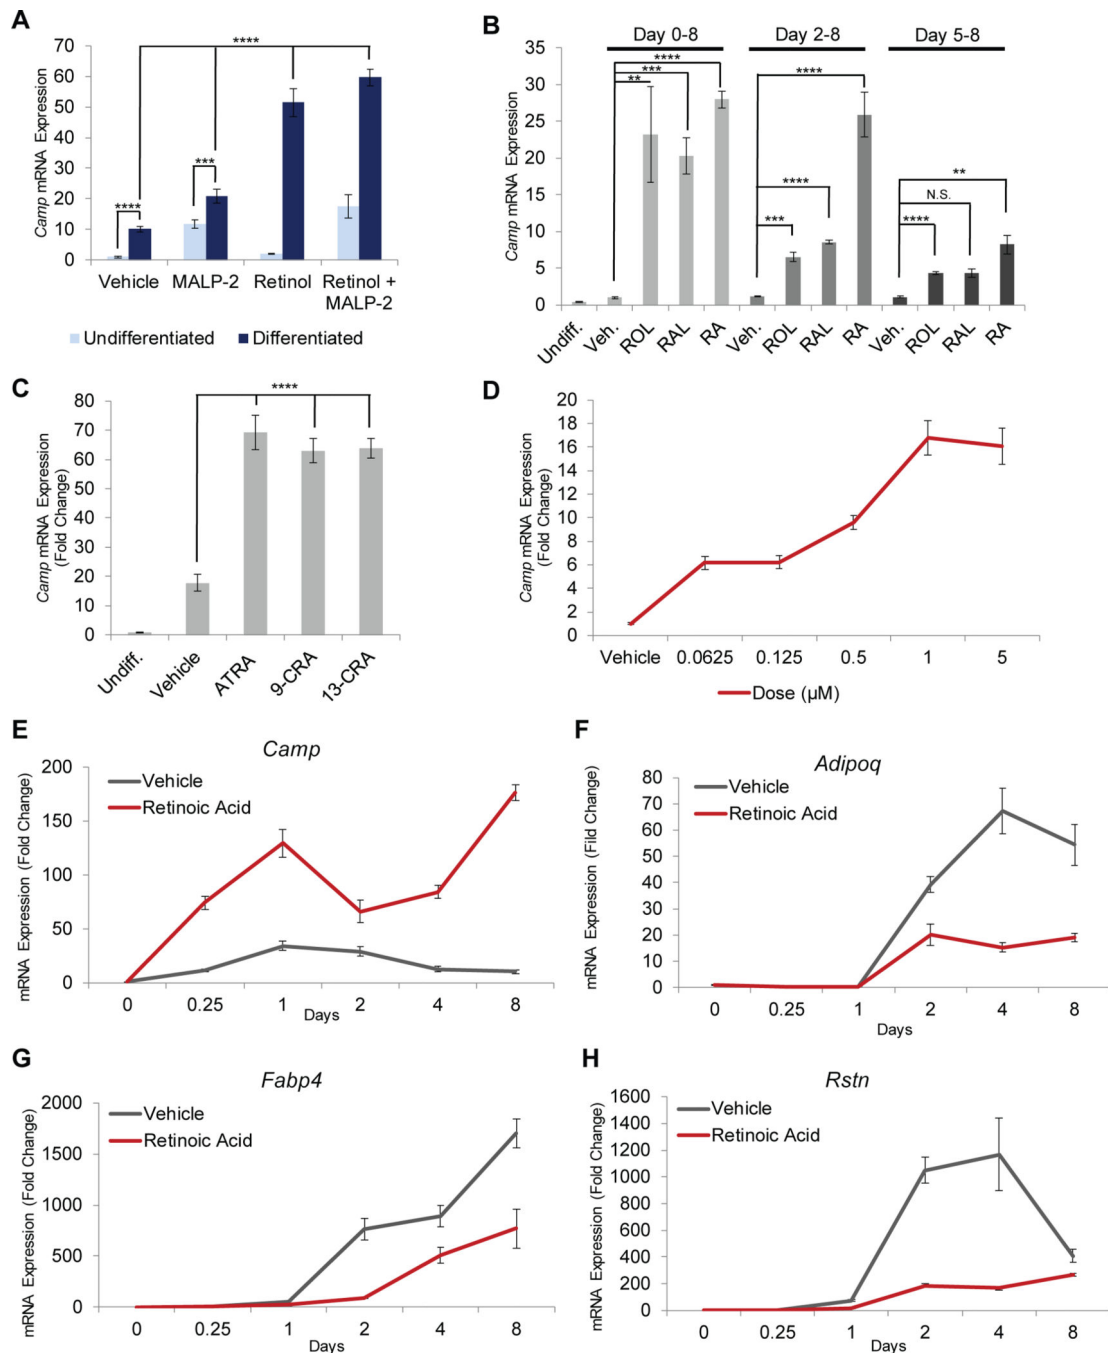 A
****
70
60
50
40
30
20
10
0
Camp mRNA Expression
****
***
Vehicle MALP-2 Retinol Retinol + MALP-2
Undifferentiated Differentiated
B
Day 0-8 Day 2-8 Day 5-8
35
30
25
20
15
10
5
0
Camp mRNA Expression
****
***
**
****
****
***
**
N.S.
****
Undiff. Veh. ROL RAL RA Veh. ROL RAL RA Veh. ROL RAL RA
C
****
80
70
60
50
40
30
20
10
0
Camp mRNA Expression
(Fold Change)
Undiff. Vehicle ATRA 9-CRA 13-CRA
D
20
18
16
14
12
10
8
6
4
2
0
Camp mRNA Expression
(Fold Change)
Vehicle 0.0625 0.125 0.5 1 5
Dose (µM)
E
Camp
200
150
100
50
0
mRNA Expression (Fold Change)
Vehicle
Retinoic Acid
0 0.25 1 2 4 8
Days
F
Adipoq
80
70
60
50
40
30
20
10
0
mRNA Expression (Fild Change)
Vehicle
Retinoic Acid
0 0.25 1 2 4 8
Days
G
Fabp4
2000
1500
1000
500
0
mRNA Expression (Fold Change)
Vehicle
Retinoic Acid
0 0.25 1 2 4 8
Days
H
Rstn
1600
1400
1200
1000
800
600
400
200
0
mRNA Expression (Fold Change)
Vehicle
Retinoic Acid
0 0.25 1 2 4 8
Days